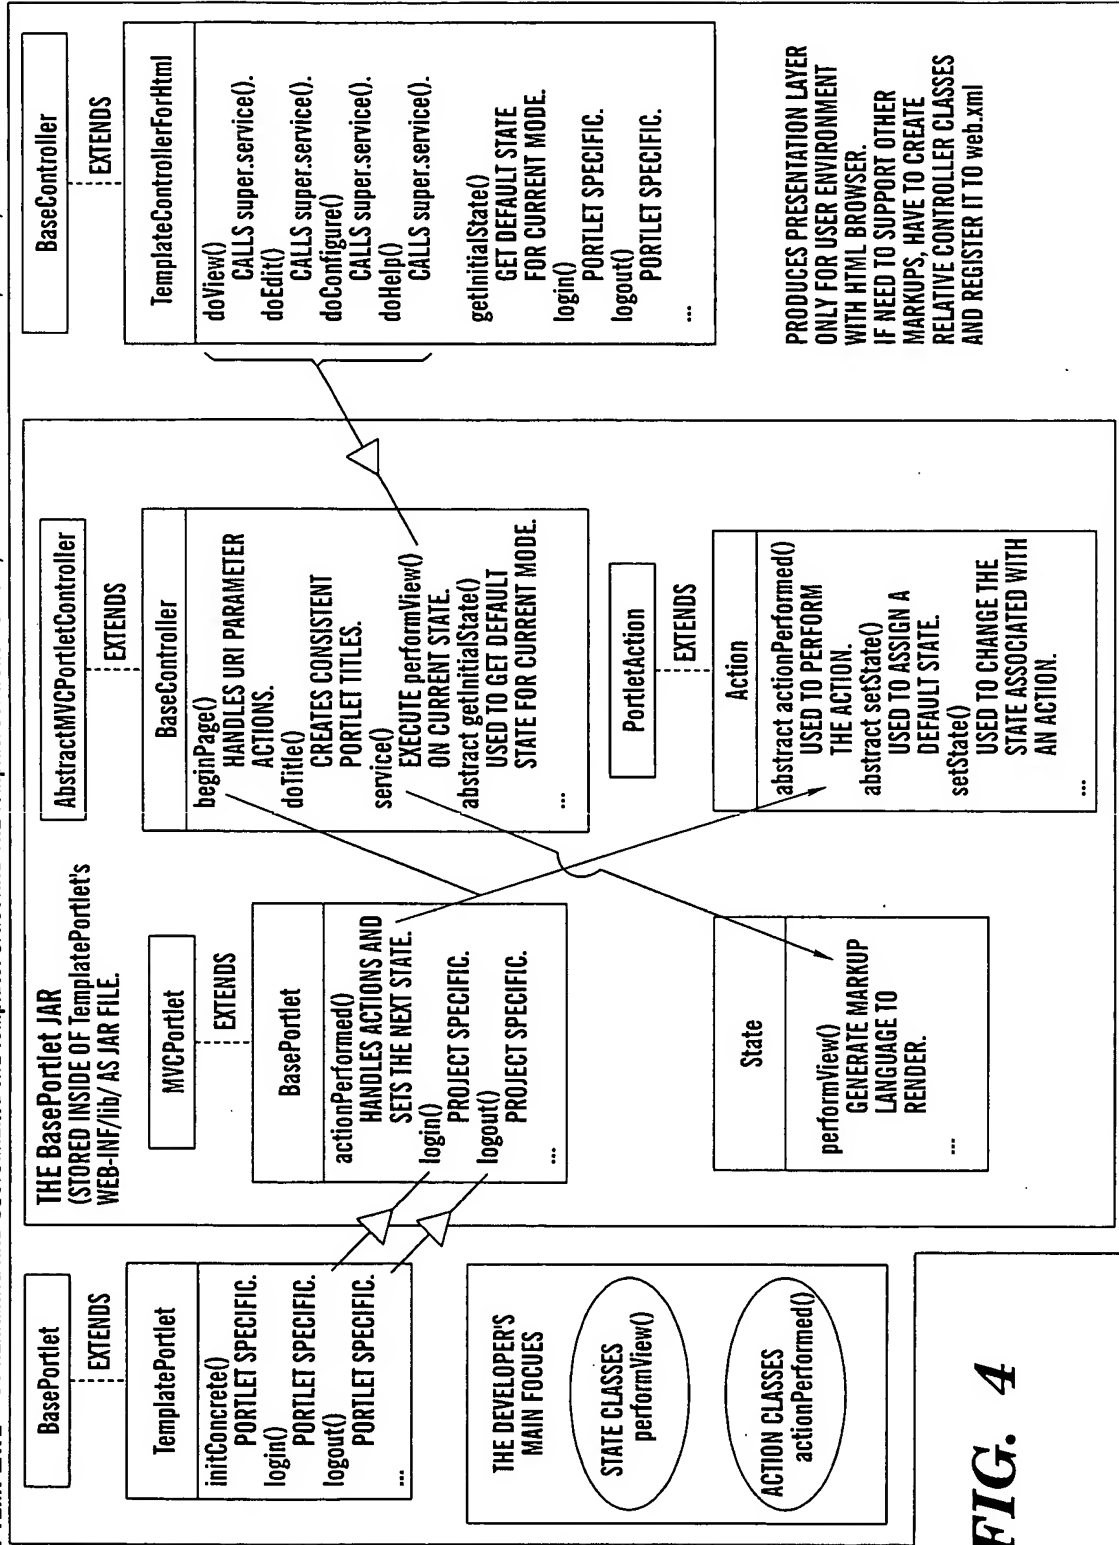 BasePortlet
EXTENDS
TemplatePortlet
initConcrete()
PORTLET SPECIFIC.
login()
PORTLET SPECIFIC.
logout()
PORTLET SPECIFIC.
...
THE DEVELOPER'S
MAIN FOCUES
STATE CLASSES
performView()
ACTION CLASSES
actionPerformed()
THE BasePortlet JAR
(STORED INSIDE OF TemplatePortlet's
WEB-INF/lib/ AS JAR FILE.
MVCPortlet
EXTENDS
BasePortlet
actionPerformed()
HANDLES ACTIONS AND
SETS THE NEXT STATE.
login()
PROJECT SPECIFIC.
logout()
PROJECT SPECIFIC.
...
State
performView()
GENERATE MARKUP
LANGUAGE TO
RENDER.
...
AbstractMVCPortletController
EXTENDS
BaseController
beginPage()
HANDLES URI PARAMETER
ACTIONS.
doTitle()
CREATES CONSISTENT
PORTLET TITLES.
service()
EXECUTE performView()
ON CURRENT STATE.
abstract getInitialState()
USED TO GET DEFAULT
STATE FOR CURRENT MODE.
...
PortletAction
EXTENDS
Action
abstract actionPerformed()
USED TO PERFORM
THE ACTION.
abstract setState()
USED TO ASSIGN A
DEFAULT STATE.
setState()
USED TO CHANGE THE
STATE ASSOCIATED WITH
AN ACTION.
...
BaseController
EXTENDS
TemplateControllerForHtml
doView()
CALLS super.service().
doEdit()
CALLS super.service().
doConfigure()
CALLS super.service().
doHelp()
CALLS super.service().
getInitialState()
GET DEFAULT STATE
FOR CURRENT MODE.
login()
PORTLET SPECIFIC.
logout()
PORTLET SPECIFIC.
...
PRODUCES PRESENTATION LAYER
ONLY FOR USER ENVIRONMENT
WITH HTML BROWSER.
IF NEED TO SUPPORT OTHER
MARKUPS, HAVE TO CREATE
RELATIVE CONTROLLER CLASSES
AND REGISTER IT TO web.xml
FIG. 4